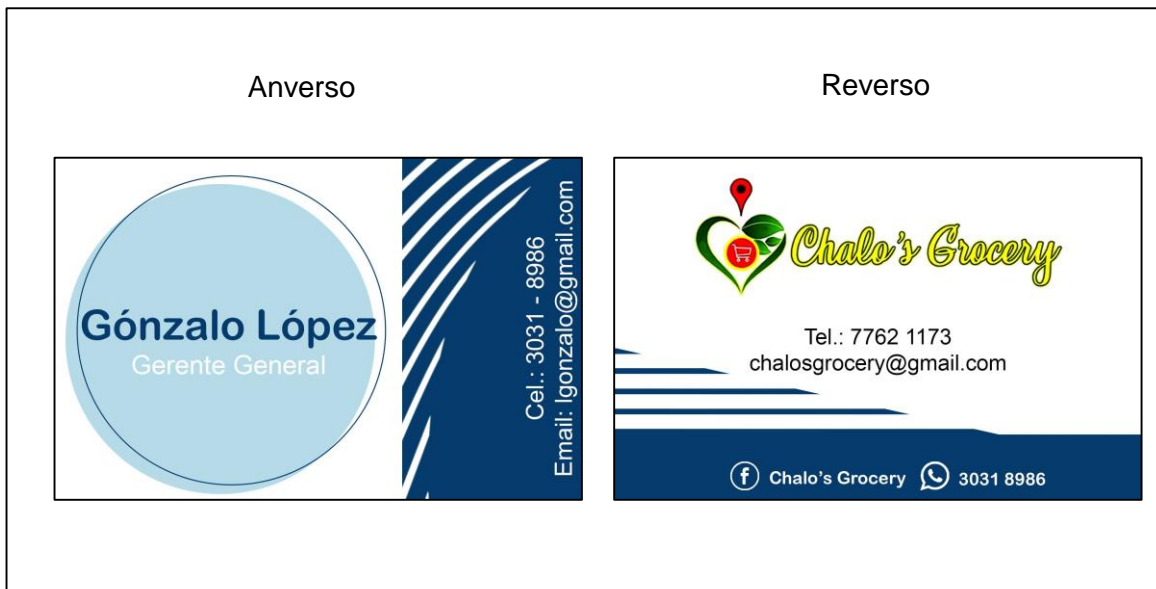 Anverso
Reverso
Gónzalo López
Gerente General
Cel.: 3031 - 8986
Email: lgonzalo@gmail.com
Chalo's Grocery
Tel.: 7762 1173
chalosgrocery@gmail.com
f Chalo's Grocery 3031 8986